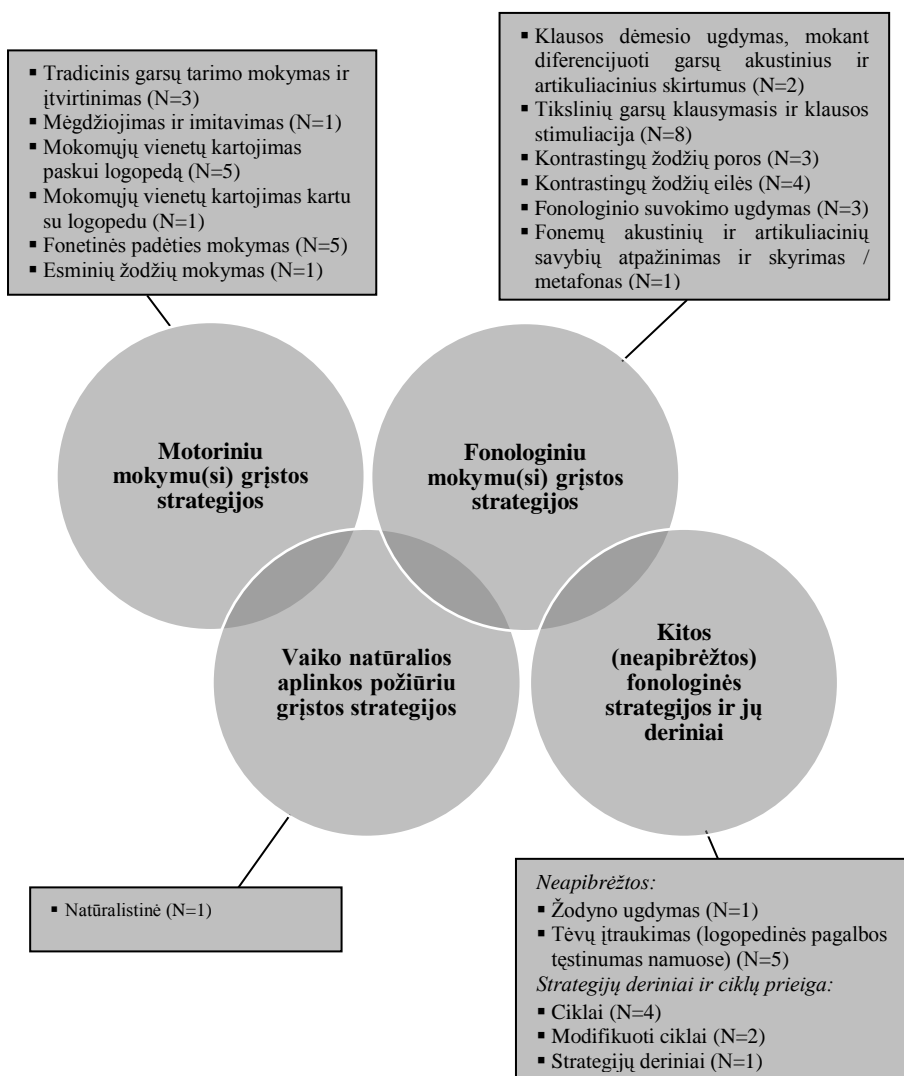 ▪ Tradicinis garsų tarimo mokymas ir
įtvirtinimas (N=3)
▪ Mėgdžiojimas ir imitavimas (N=1)
▪ Mokomųjų vienetų kartojimas
paskui logopedą (N=5)
▪ Mokomųjų vienetų kartojimas kartu
su logopedu (N=1)
▪ Fonetinės padėties mokymas (N=5)
▪ Esminių žodžių mokymas (N=1)
▪ Klausos dėmesio ugdymas, mokant
diferencijuoti garsų akustinius ir
artikuliacinius skirtumus (N=2)
▪ Tikslinių garsų klausymasis ir klausos
stimuliacija (N=8)
▪ Kontrastingų žodžių poros (N=3)
▪ Kontrastingų žodžių eilės (N=4)
▪ Fonologinio suvokimo ugdymas (N=3)
▪ Fonemų akustinių ir artikuliacinių
savybių atpažinimas ir skyrimas /
metafonas (N=1)
Motoriniu
mokymu(si) grįstos
strategijos
Fonologiniu
mokymu(si) grįstos
strategijos
Vaiko natūralios
aplinkos požiūriu
grįstos strategijos
Kitos
(neapibrėžtos)
fonologinės
strategijos ir jų
deriniai
▪ Natūralistinė (N=1)
Neapibrėžtos:
▪ Žodyno ugdymas (N=1)
▪ Tėvų įtraukimas (logopedinės pagalbos
tęstinumas namuose) (N=5)
Strategijų deriniai ir ciklų prieiga:
▪ Ciklai (N=4)
▪ Modifikuoti ciklai (N=2)
▪ Strategijų deriniai (N=1)